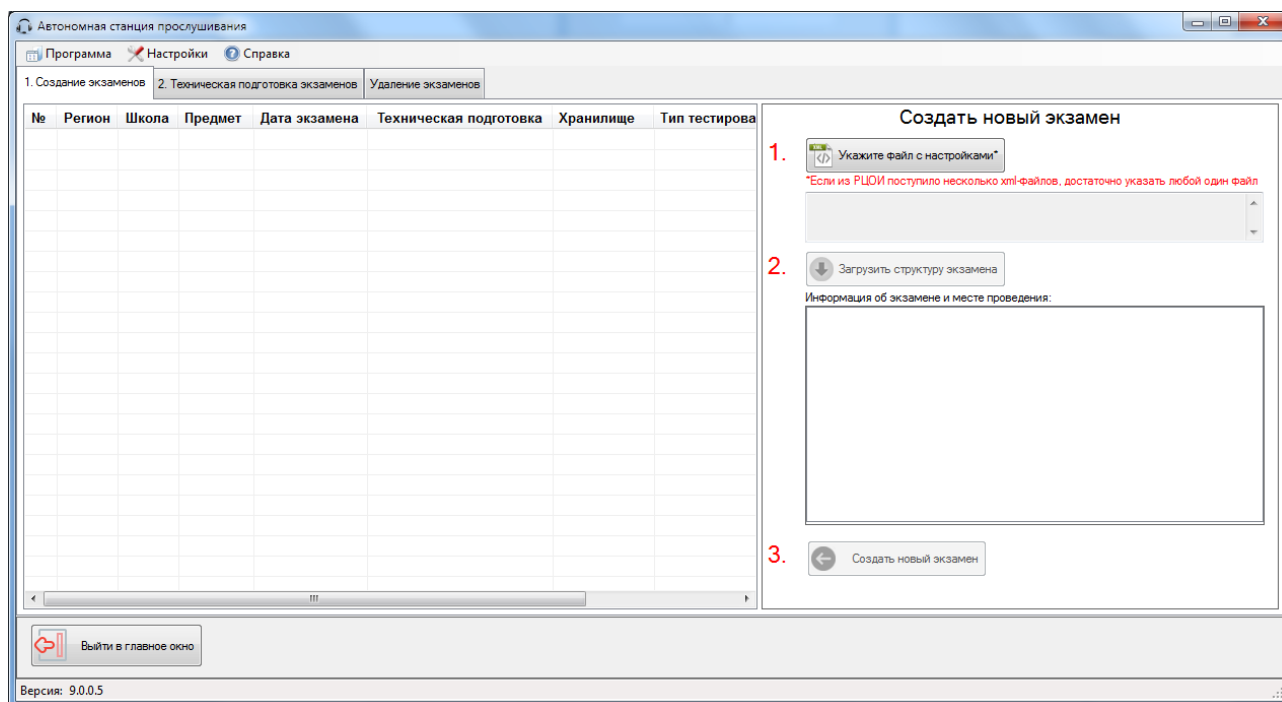 Автономная станция прослушивания
Программа Настройки Справка
1. Создание экзаменов 2. Техническая подготовка экзаменов Удаление экзаменов
№ Регион Школа Предмет Дата экзамена Техническая подготовка Хранилище Тип тестирова
Создать новый экзамен
1. Укажите файл с настройками*
*Если из РЦОИ поступило несколько xml-файлов, достаточно указать любой один файл
2. Загрузить структуру экзамена
Информация об экзамене и месте проведения:
3. Создать новый экзамен
Выйти в главное окно
Версия: 9.0.0.5